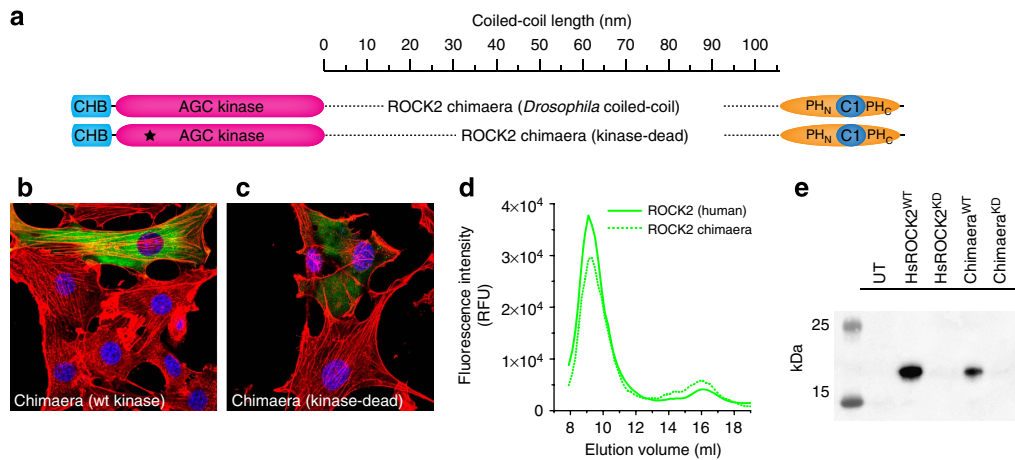 a
Coiled-coil length (nm)
0 10 20 30 40 50 60 70 80 90 100
CHB AGC kinase ROCK2 chimaera (Drosophila coiled-coil) PHN C1 PHC
CHB AGC kinase ROCK2 chimaera (kinase-dead) PHN C1 PHC
b
Chimaera (wt kinase)
c
Chimaera (kinase-dead)
d
ROCK2 (human)
ROCK2 chimaera
Fluorescence intensity
(RFU)
4×10⁴
3×10⁴
2×10⁴
1×10⁴
0
8 10 12 14 16 18
Elution volume (ml)
e
UT
HsROCK2ᵂᵀ
HsROCK2ᴷᴰ
Chimaeraᵂᵀ
Chimaeraᴷᴰ
kDa
25
15